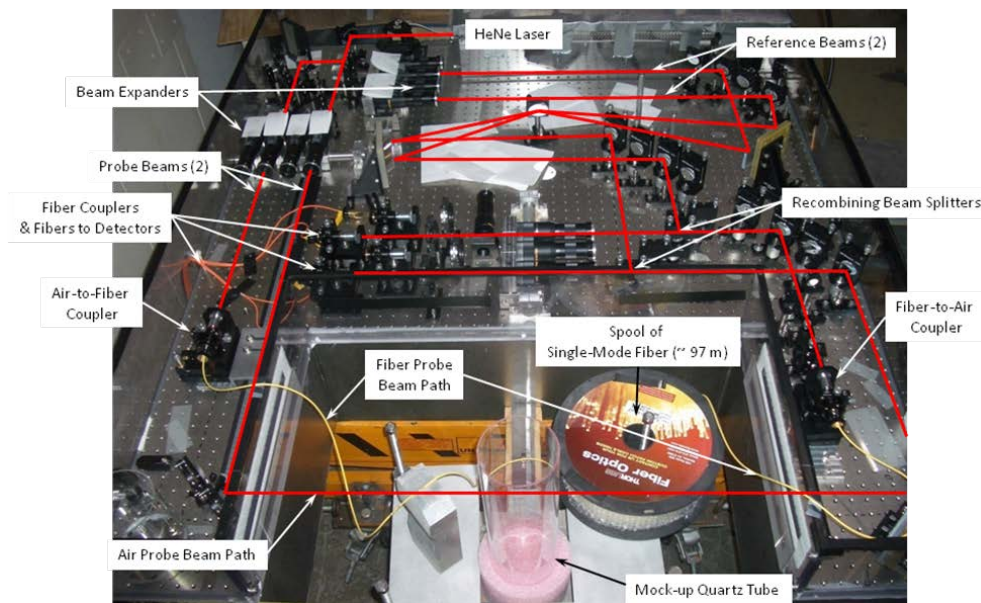 HeNe Laser
Reference Beams (2)
Beam Expanders
Probe Beams (2)
Fiber Couplers
& Fibers to Detectors
Recombining Beam Splitters
Air-to-Fiber
Coupler
Fiber-to-Air
Coupler
Spool of
Single-Mode Fiber (~ 97 m)
Fiber Probe
Beam Path
THORLABS
Fiber Optics
Air Probe Beam Path
Mock-up Quartz Tube